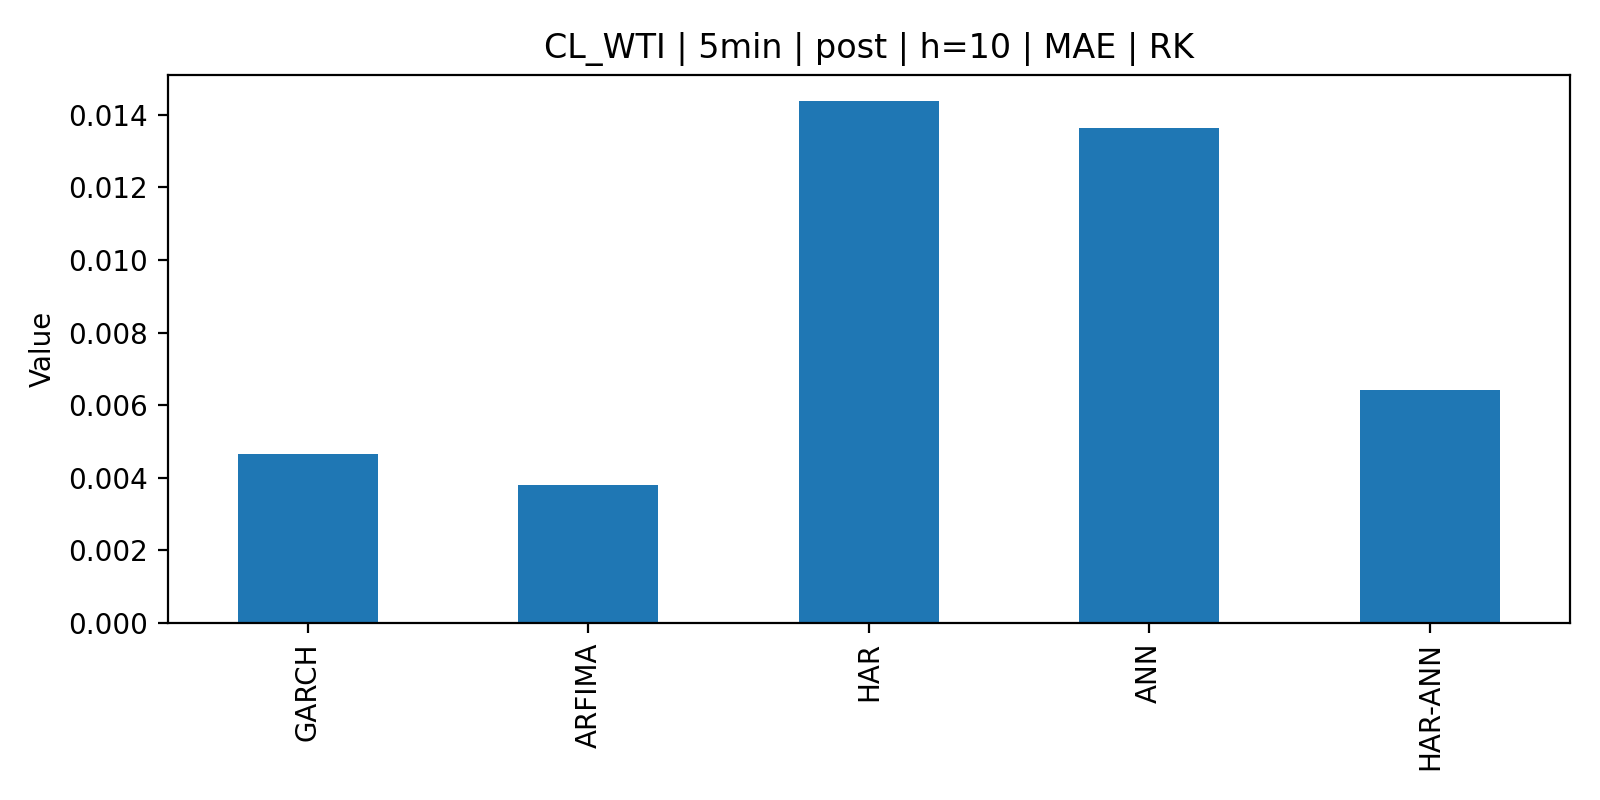 CL_WTI | 5min | post | h=10 | MAE | RK
Value
0.014
0.012
0.010
0.008
0.006
0.004
0.002
0.000
GARCH
ARFIMA
HAR
ANN
HAR-ANN